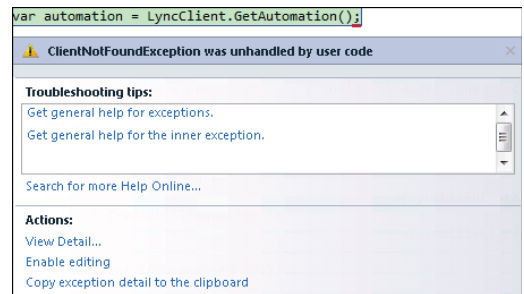 var automation = LyncClient.GetAutomation();
ClientNotFoundException was unhandled by user code
Troubleshooting tips:
Get general help for exceptions.
Get general help for the inner exception.
Search for more Help Online...
Actions:
View Detail...
Enable editing
Copy exception detail to the clipboard